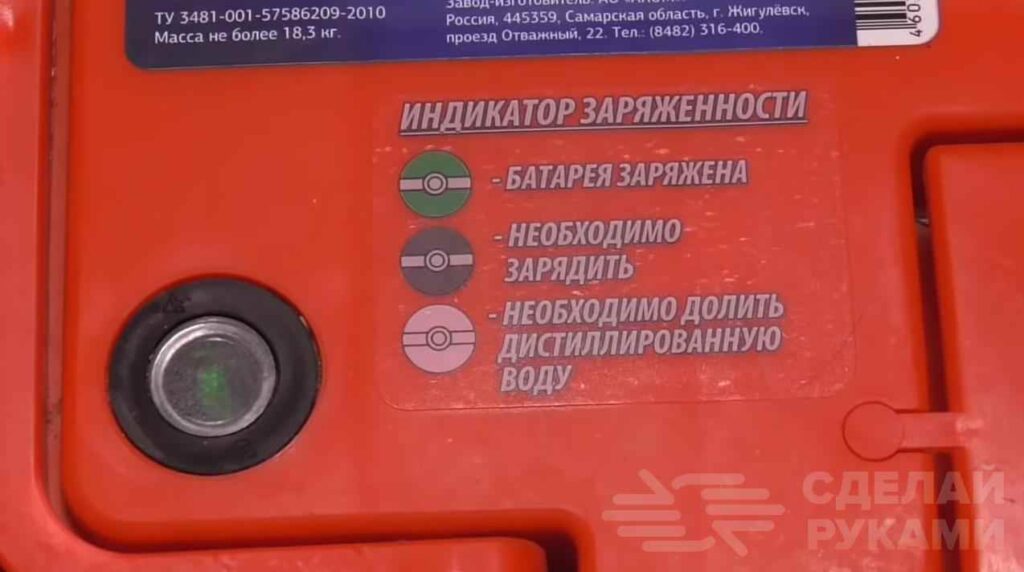 ТУ 3481-001-57586209-2010
Масса не более 18,3 кг.
Россия, 445359, Самарская область, г. Жигулёвск,
проезд Отважный, 22. Тел.: (8482) 316-400.
ИНДИКАТОР ЗАРЯЖЕННОСТИ
- БАТАРЕЯ ЗАРЯЖЕНА
- НЕОБХОДИМО
ЗАРЯДИТЬ
- НЕОБХОДИМО ДОЛИТЬ
ДИСТИЛЛИРОВАННУЮ
ВОДУ
СДЕЛАЙ
РУКАМИ